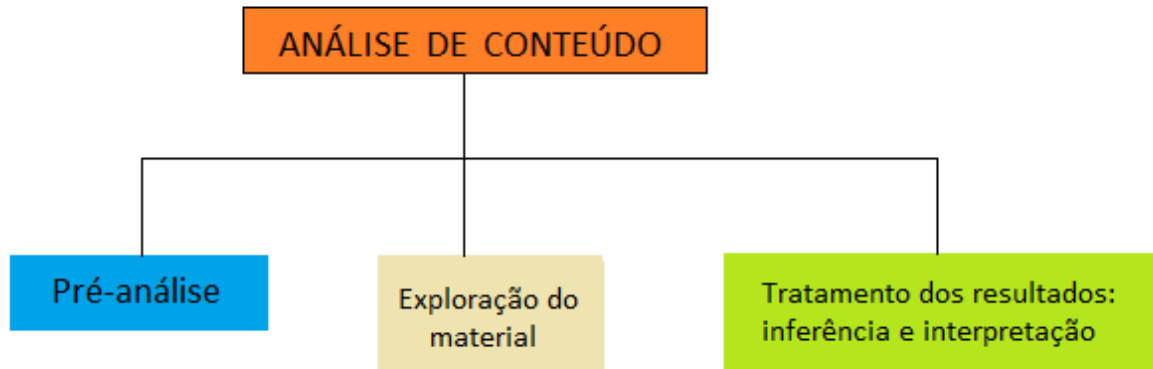 ANÁLISE DE CONTEÚDO
Pré-análise
Exploração do
material
Tratamento dos resultados:
inferência e interpretação